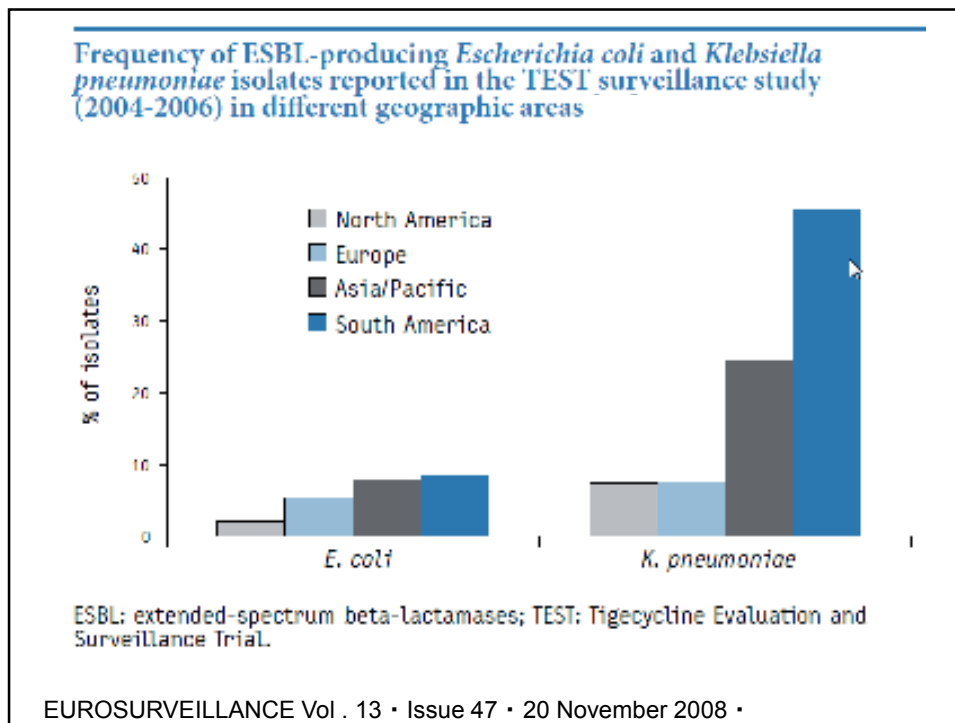 Frequency of ESBL-producing Escherichia coli and Klebsiella
pneumoniae isolates reported in the TEST surveillance study
(2004-2006) in different geographic areas
50
40
30
20
10
0
% of isolates
North America
Europe
Asia/Pacific
South America
E. coli
K. pneumoniae
ESBL: extended-spectrum beta-lactamases; TEST: Tigecycline Evaluation and
Surveillance Trial.
EUROSURVEILLANCE Vol . 13 · Issue 47 · 20 November 2008 ·